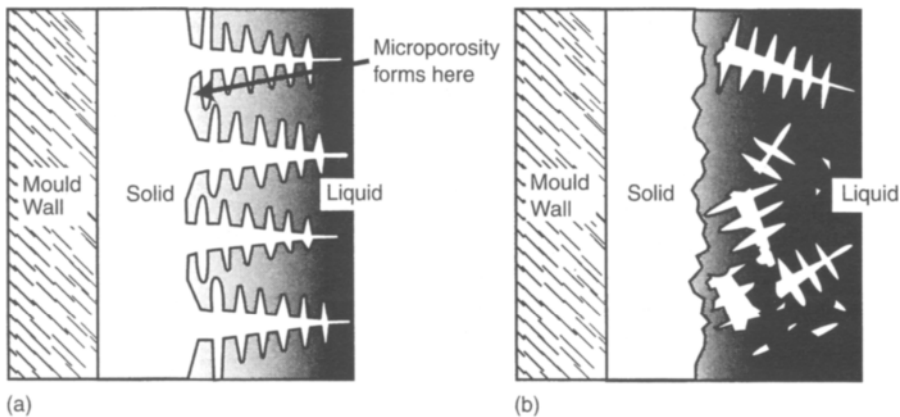 Microporosity
forms here
Mould
Wall
Solid
Liquid
(a)
Mould
Wall
Solid
Liquid
(b)